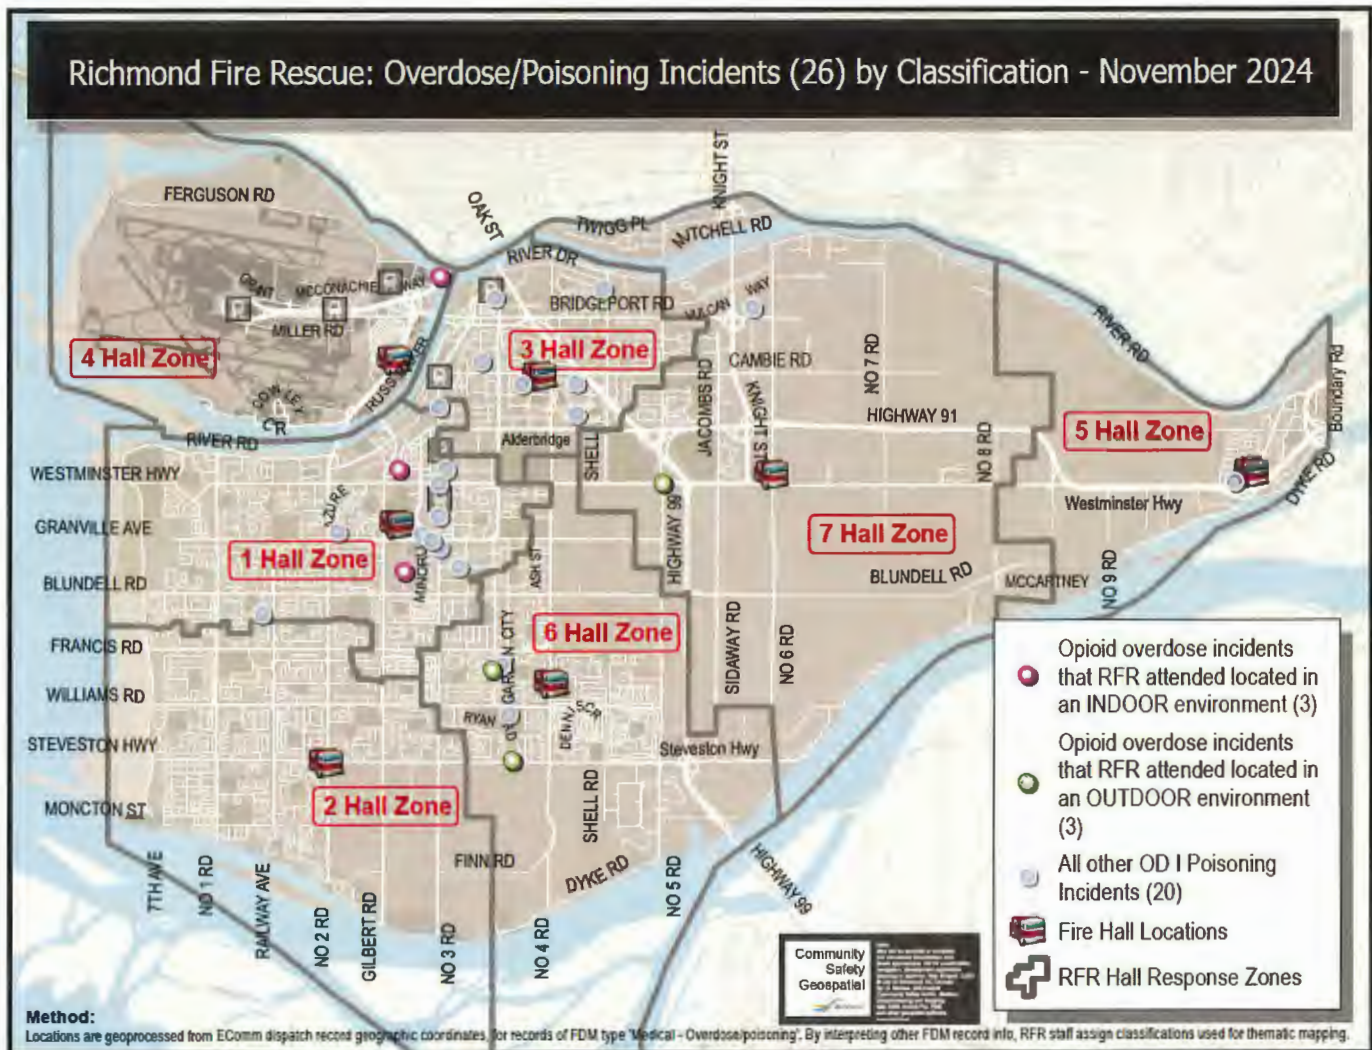 Richmond Fire Rescue: Overdose/Poisoning Incidents (26) by Classification - November 2024
KNIGHT ST
FERGUSON RD
OAK ST
TWIGG PL
MITCHELL RD
RIVER DR
GRANT
MCCONACHIE
WAY
BRIDGEPORT RD
VULCAN WAY
MILLER RD
RIVER RD
Boundary Rd
4 Hall Zone
3 Hall Zone
CAMBIE RD
NO 7 RD
COWLEY
CR
JACOBMS RD
KNIGHT ST
HIGHWAY 91
5 Hall Zone
RIVER RD
Alderbridge
SHELL
NO 8 RD
DYKE RD
WESTMINSTER HWY
Westminster Hwy
GRANVILLE AVE
7 Hall Zone
1 Hall Zone
ASH ST
HIGHWAY 99
BLUNDELL RD
BLUNDELL RD
MCCARTNEY
NO 9 RD
6 Hall Zone
SIDAWAY RD
NO 6 RD
FRANCIS RD
WILLIAMS RD
RYAN
DENNIS CR
STEVESTON HWY
Steveston Hwy
2 Hall Zone
MONCTON ST
SHELL RD
FINN RD
DYKE RD
HIGHWAY 99
7TH AVE
NO 1 RD
RAILWAY AVE
NO 2 RD
GILBERT RD
NO 3 RD
NO 4 RD
NO 5 RD
Opioid overdose incidents
that RFR attended located in
an INDOOR environment (3)
Opioid overdose incidents
that RFR attended located in
an OUTDOOR environment
(3)
All other OD I Poisoning
Incidents (20)
Fire Hall Locations
RFR Hall Response Zones
Community
Safety
Geospatial
Method:
Locations are geoprocessed from EComm dispatch record geographic coordinates, for records of FDM type 'Medical - Overdose/poisoning'. By interpreting other FDM record info, RFR staff assign classifications used for thematic mapping.